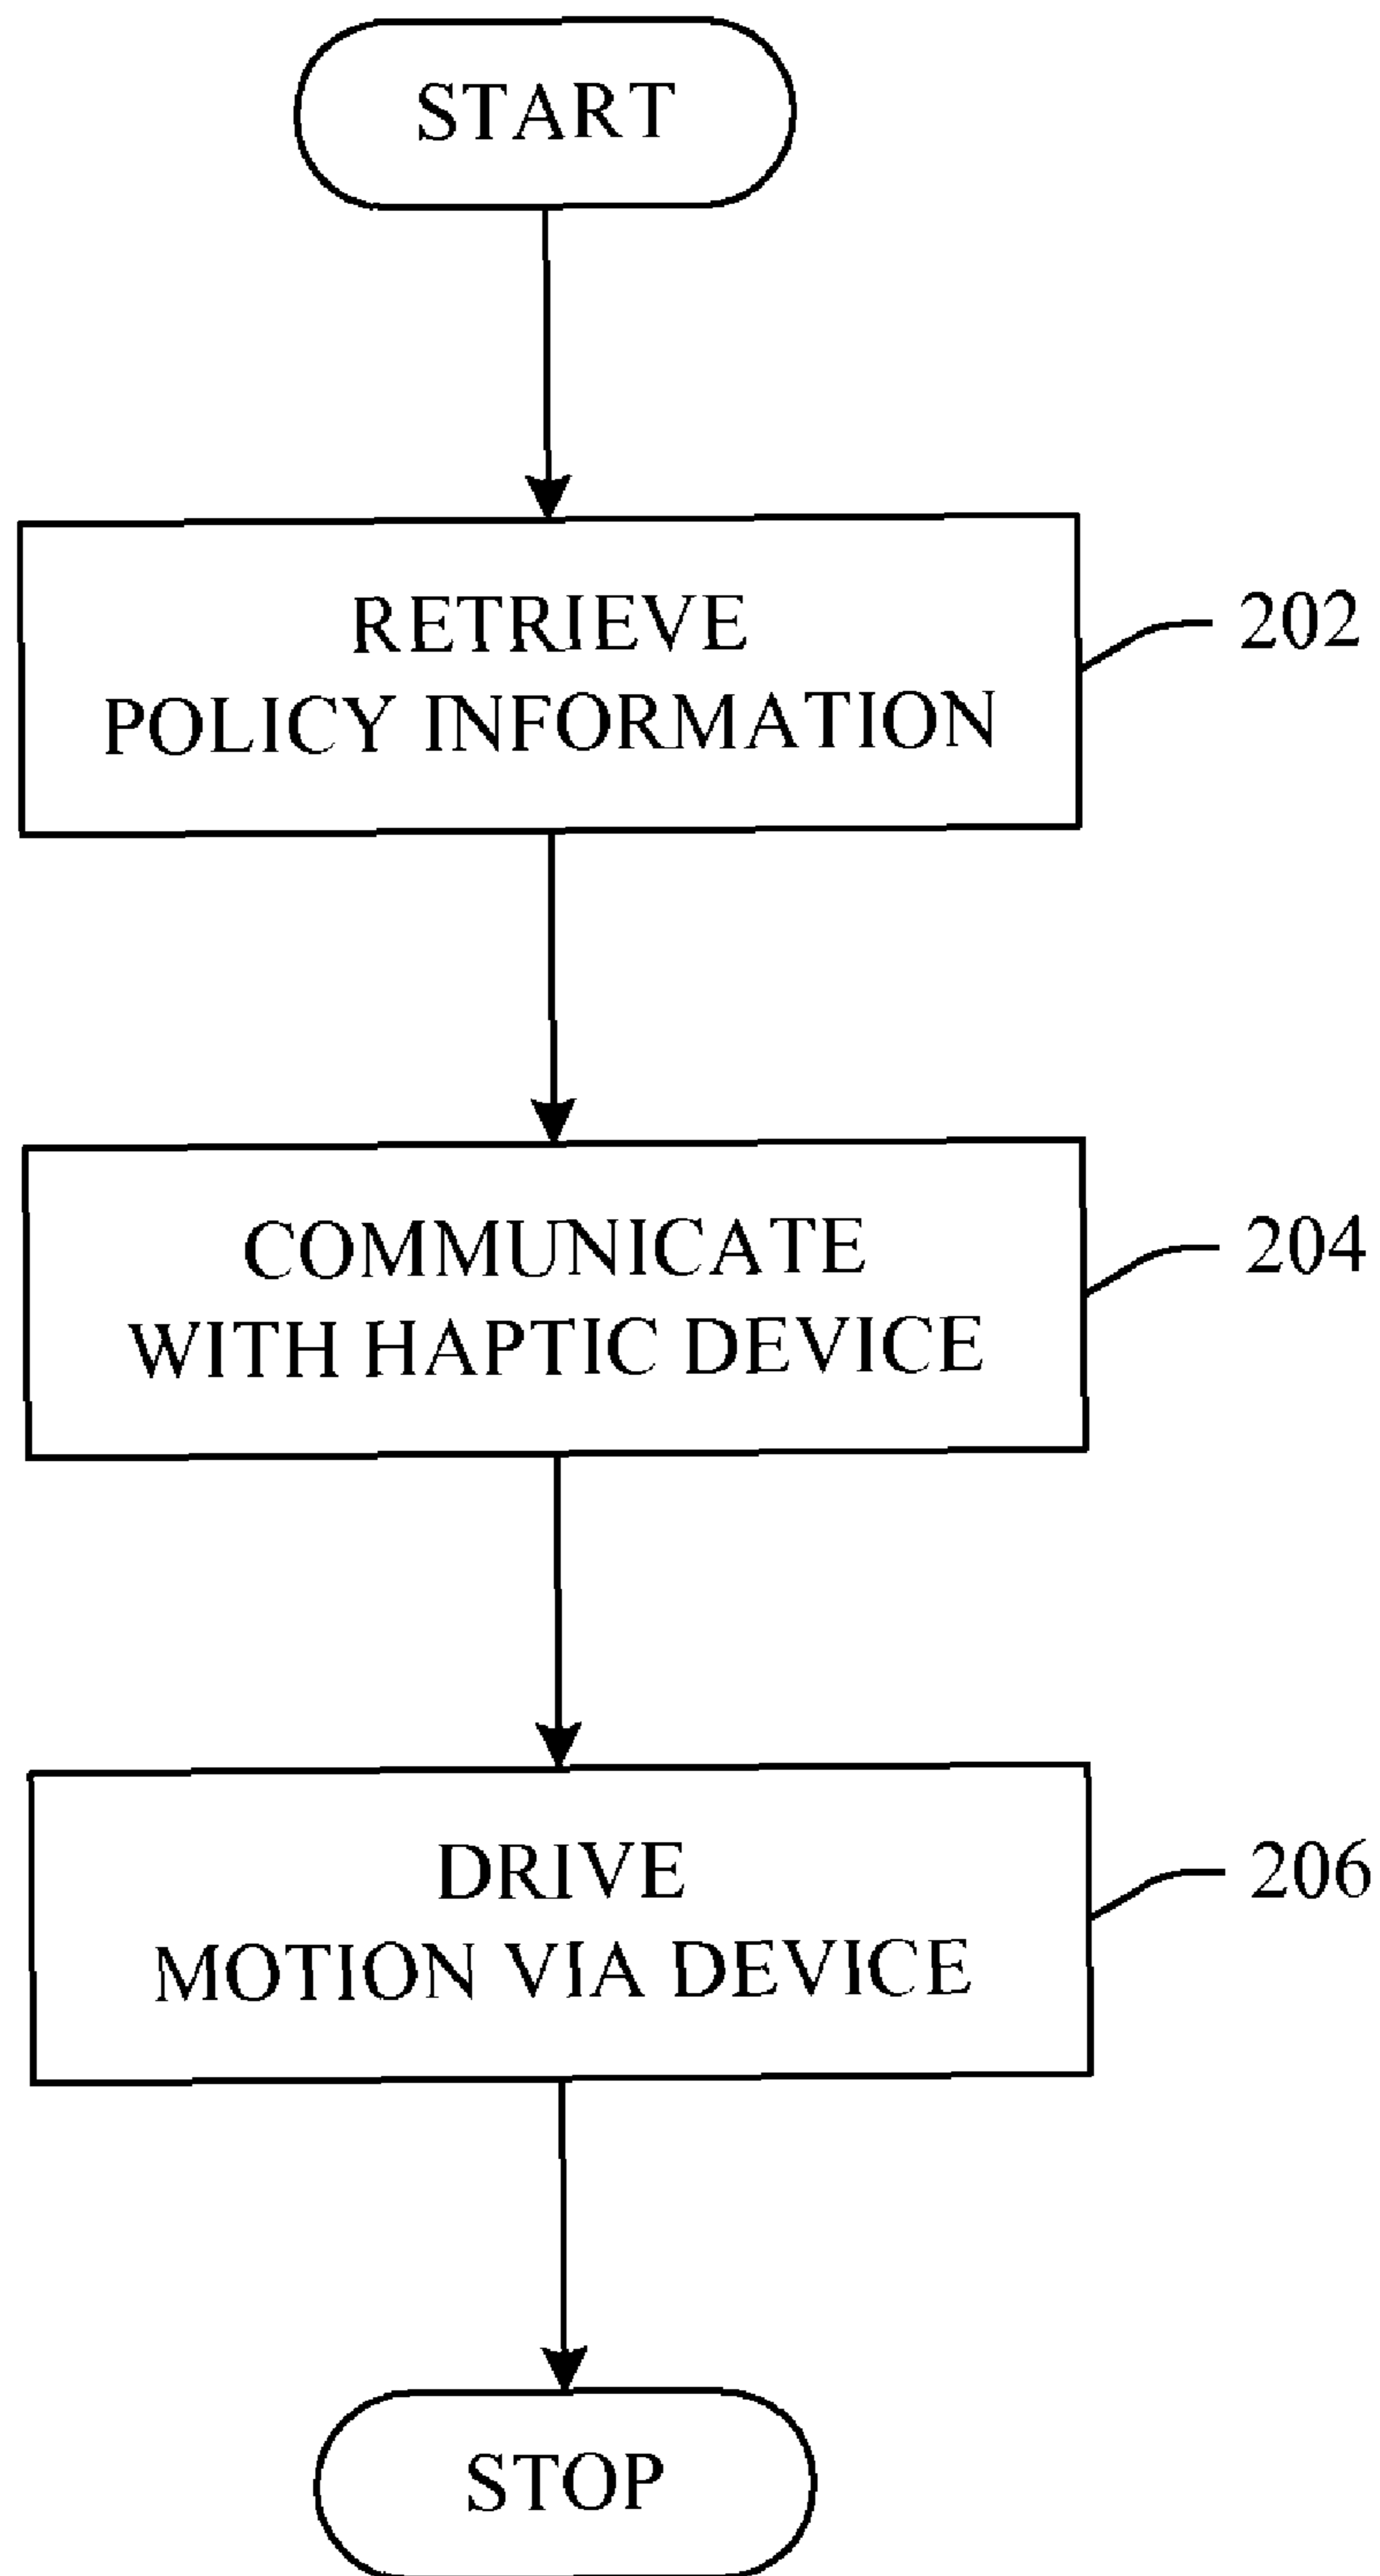 START
RETRIEVE
POLICY INFORMATION
202
COMMUNICATE
WITH HAPTIC DEVICE
204
DRIVE
MOTION VIA DEVICE
206
STOP